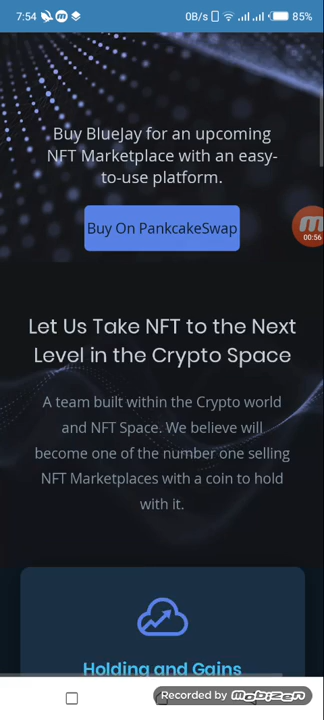 7:54
0B/s
85%
Buy BlueJay for an upcoming
NFT Marketplace with an easy-
to-use platform.
Buy On PankcakeSwap
00:56
Let Us Take NFT to the Next
Level in the Crypto Space
A team built within the Crypto world
and NFT Space. We believe will
become one of the number one selling
NFT Marketplaces with a coin to hold
with it.
Holding and Gains
Recorded by mobizen